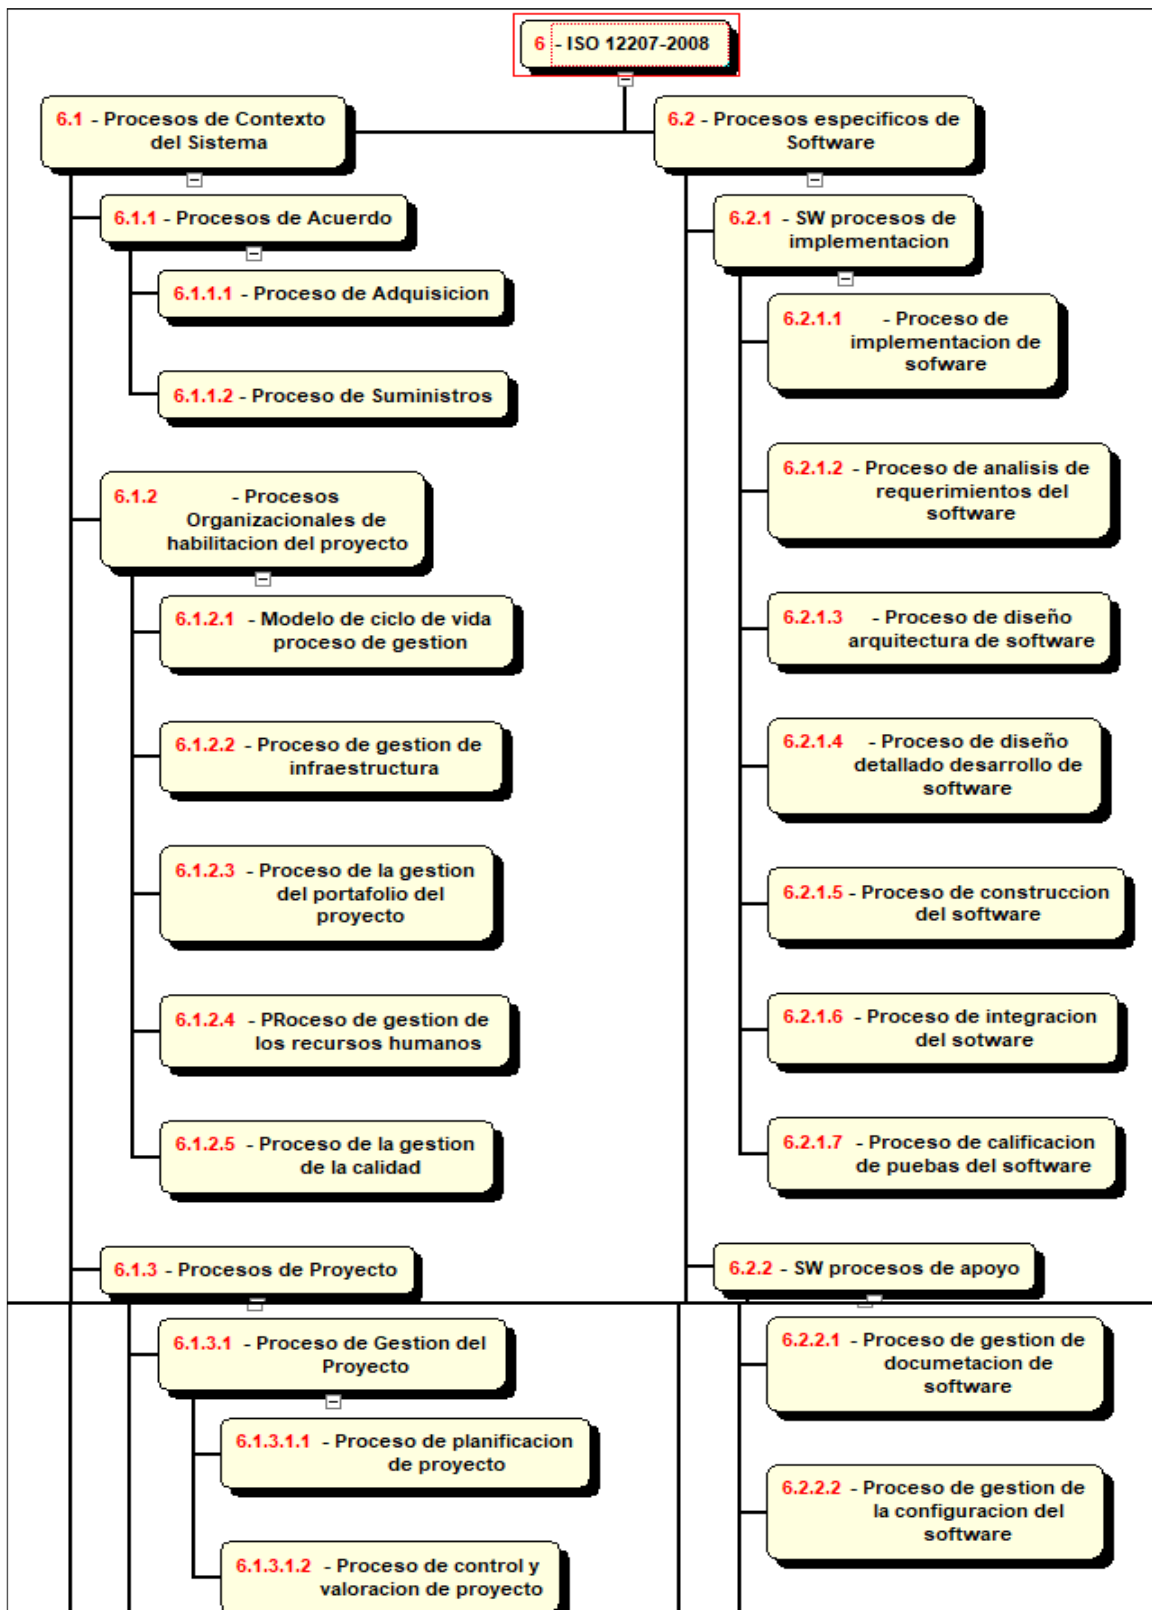 6 - ISO 12207-2008
6.1 - Procesos de Contexto
del Sistema
6.1.1 - Procesos de Acuerdo
6.1.1.1 - Proceso de Adquisicion
6.1.1.2 - Proceso de Suministros
6.1.2 - Procesos
Organizacionales de
habilitacion del proyecto
6.1.2.1 - Modelo de ciclo de vida
proceso de gestion
6.1.2.2 - Proceso de gestion de
infraestructura
6.1.2.3 - Proceso de la gestion
del portafolio del
proyecto
6.1.2.4 - PRoceso de gestion de
los recursos humanos
6.1.2.5 - Proceso de la gestion
de la calidad
6.1.3 - Procesos de Proyecto
6.1.3.1 - Proceso de Gestion del
Proyecto
6.1.3.1.1 - Proceso de planificacion
de proyecto
6.1.3.1.2 - Proceso de control y
valoracion de proyecto
6.2 - Procesos especificos de
Software
6.2.1 - SW procesos de
implementacion
6.2.1.1 - Proceso de
implementacion de
sofware
6.2.1.2 - Proceso de analisis de
requerimientos del
software
6.2.1.3 - Proceso de diseño
arquitectura de software
6.2.1.4 - Proceso de diseño
detallado desarrollo de
software
6.2.1.5 - Proceso de construccion
del software
6.2.1.6 - Proceso de integracion
del sotware
6.2.1.7 - Proceso de calificacion
de puebas del software
6.2.2 - SW procesos de apoyo
6.2.2.1 - Proceso de gestion de
documetacion de
software
6.2.2.2 - Proceso de gestion de
la configuracion del
software